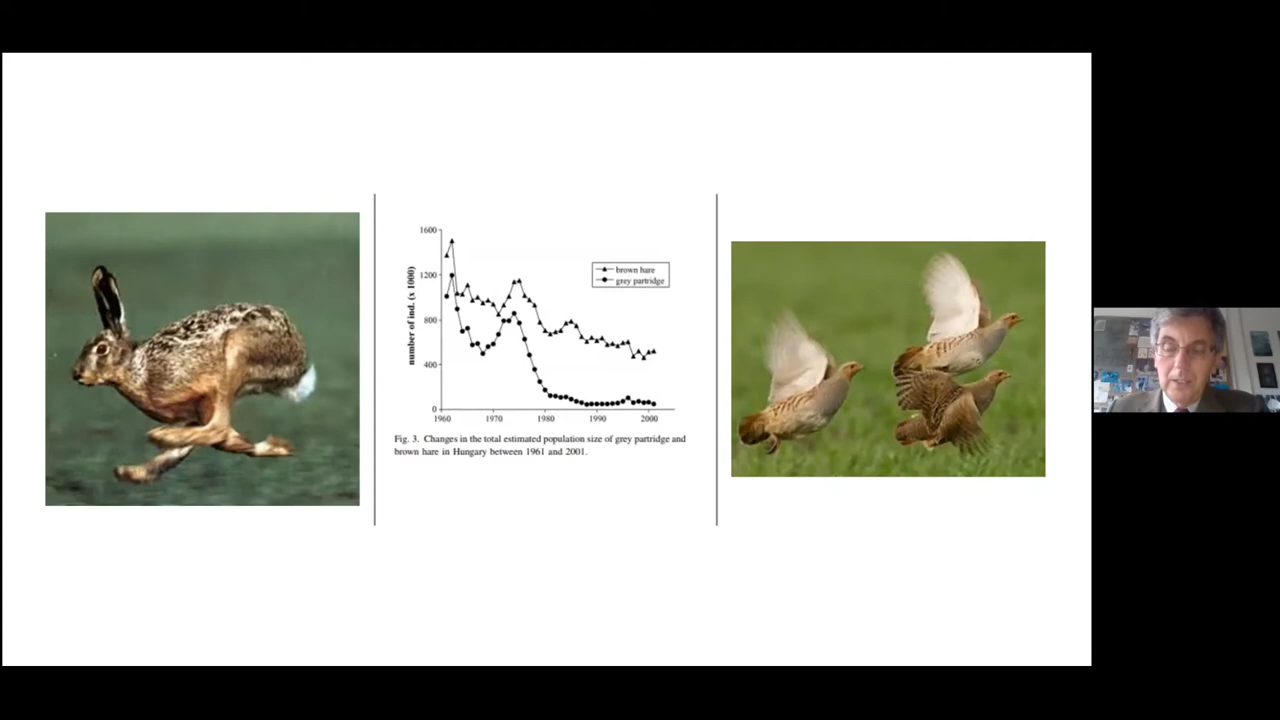 1600
1200
800
400
0
number of ind. (x 1000)
brown hare
grey partridge
1960 1970 1980 1990 2000
Fig. 3. Changes in the total estimated population size of grey partridge and
brown hare in Hungary between 1961 and 2001.